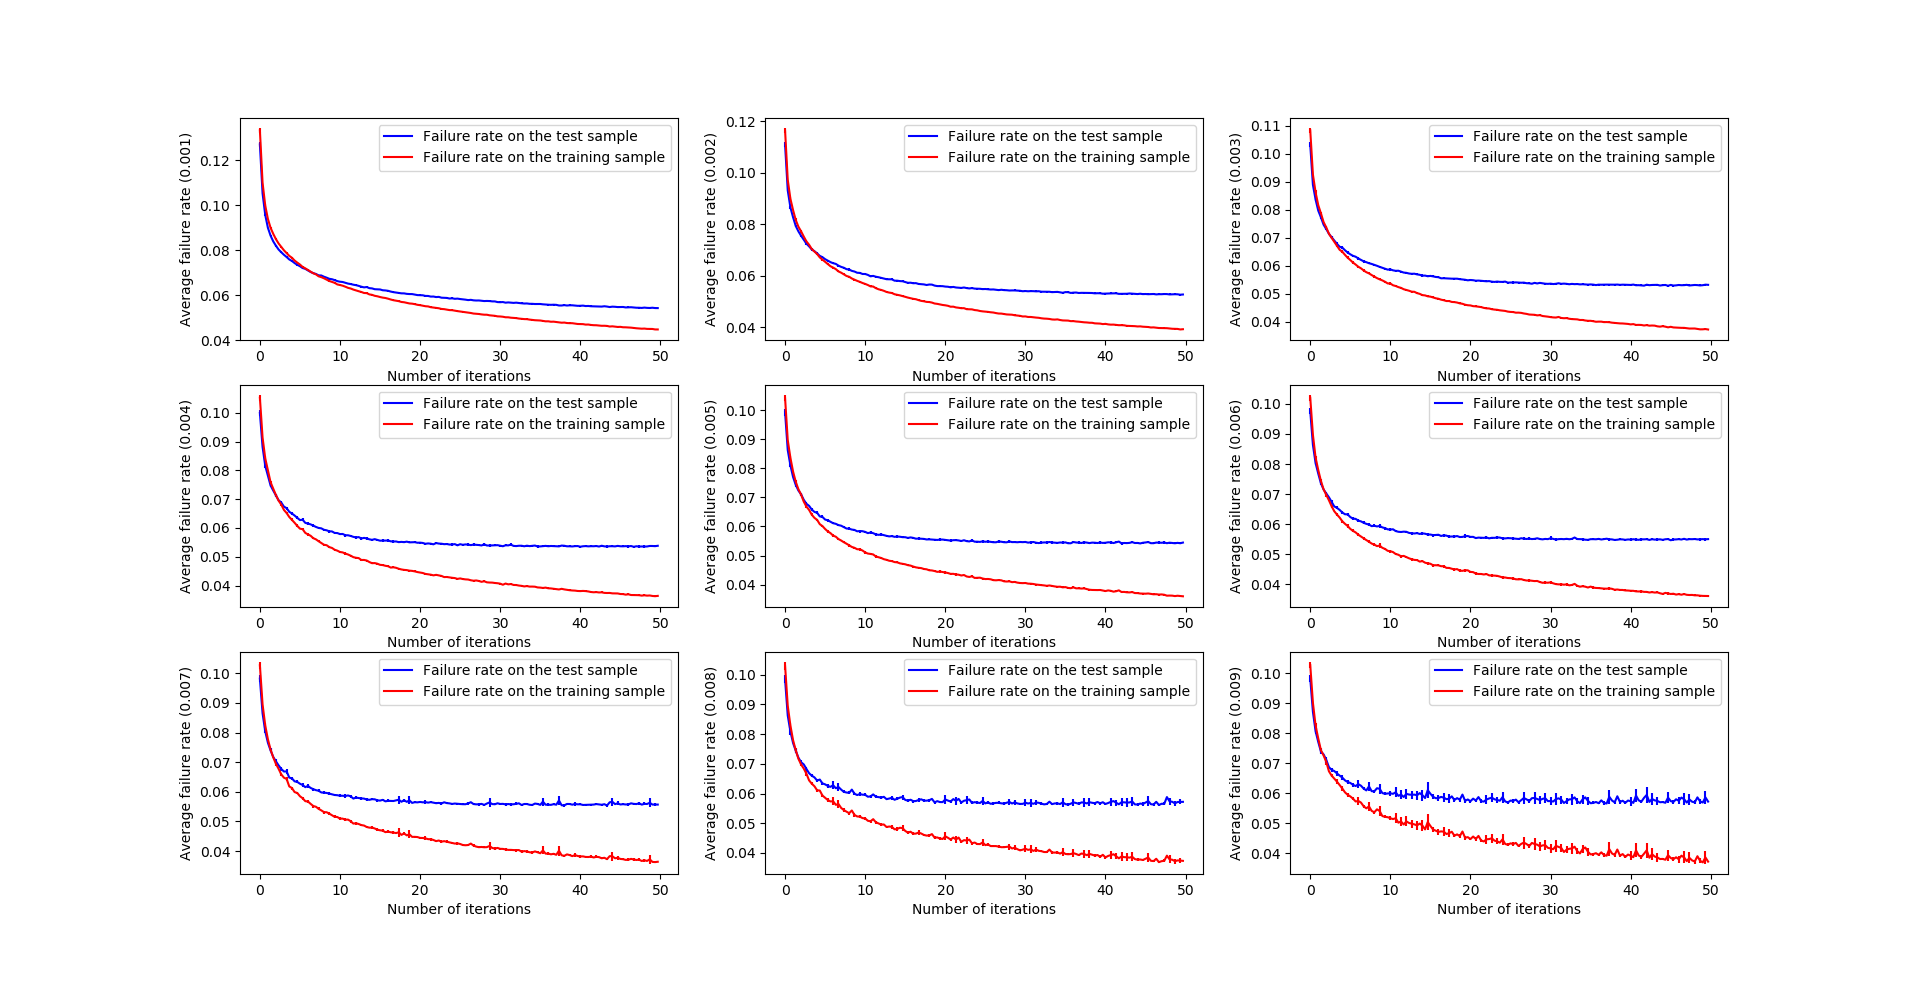 Average failure rate (0.001)
0.12
0.10
0.08
0.06
0.04
Failure rate on the test sample
Failure rate on the training sample
0 10 20 30 40 50
Number of iterations
Average failure rate (0.002)
0.12
0.10
0.08
0.06
0.04
Failure rate on the test sample
Failure rate on the training sample
0 10 20 30 40 50
Number of iterations
Average failure rate (0.003)
0.11
0.10
0.09
0.08
0.07
0.06
0.05
0.04
Failure rate on the test sample
Failure rate on the training sample
0 10 20 30 40 50
Number of iterations
Average failure rate (0.004)
0.10
0.09
0.08
0.07
0.06
0.05
0.04
Failure rate on the test sample
Failure rate on the training sample
0 10 20 30 40 50
Number of iterations
Average failure rate (0.005)
0.10
0.09
0.08
0.07
0.06
0.05
0.04
Failure rate on the test sample
Failure rate on the training sample
0 10 20 30 40 50
Number of iterations
Average failure rate (0.006)
0.10
0.09
0.08
0.07
0.06
0.05
0.04
Failure rate on the test sample
Failure rate on the training sample
0 10 20 30 40 50
Number of iterations
Average failure rate (0.007)
0.10
0.09
0.08
0.07
0.06
0.05
0.04
Failure rate on the test sample
Failure rate on the training sample
0 10 20 30 40 50
Number of iterations
Average failure rate (0.008)
0.10
0.09
0.08
0.07
0.06
0.05
0.04
Failure rate on the test sample
Failure rate on the training sample
0 10 20 30 40 50
Number of iterations
Average failure rate (0.009)
0.10
0.09
0.08
0.07
0.06
0.05
0.04
Failure rate on the test sample
Failure rate on the training sample
0 10 20 30 40 50
Number of iterations